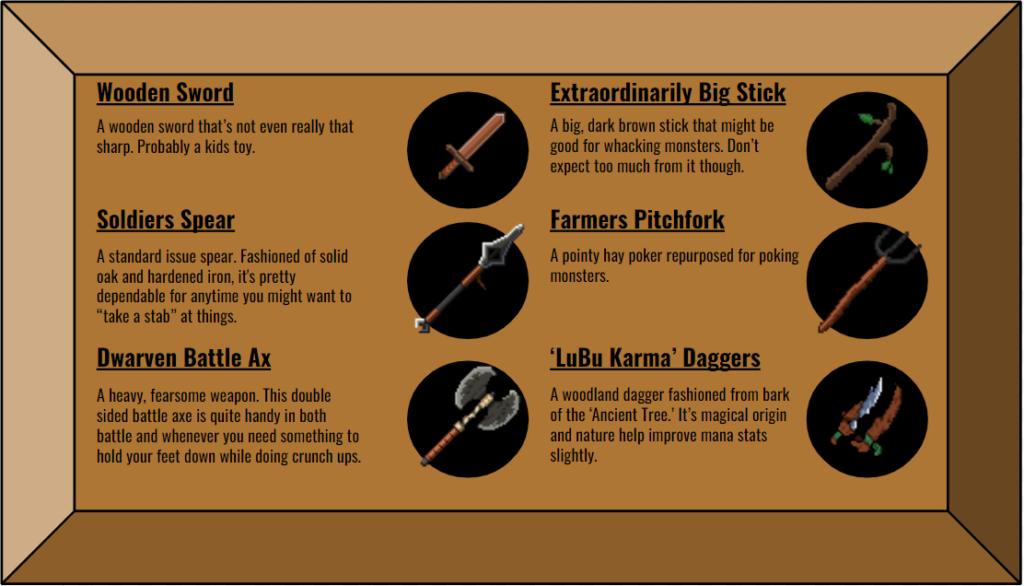 Wooden Sword
A wooden sword that's not even really that
sharp. Probably a kids toy.
Extraordinarily Big Stick
A big, dark brown stick that might be
good for whacking monsters. Don't
expect too much from it though.
Soldiers Spear
A standard issue spear. Fashioned of solid
oak and hardened iron, it's pretty
dependable for anytime you might want to
“take a stab” at things.
Farmers Pitchfork
A pointy hay poker repurposed for poking
monsters.
Dwarven Battle Ax
A heavy, fearsome weapon. This double
sided battle axe is quite handy in both
battle and whenever you need something to
hold your feet down while doing crunch ups.
‘LuBu Karma’ Daggers
A woodland dagger fashioned from bark
of the ‘Ancient Tree.’ It’s magical origin
and nature help improve mana stats
slightly.